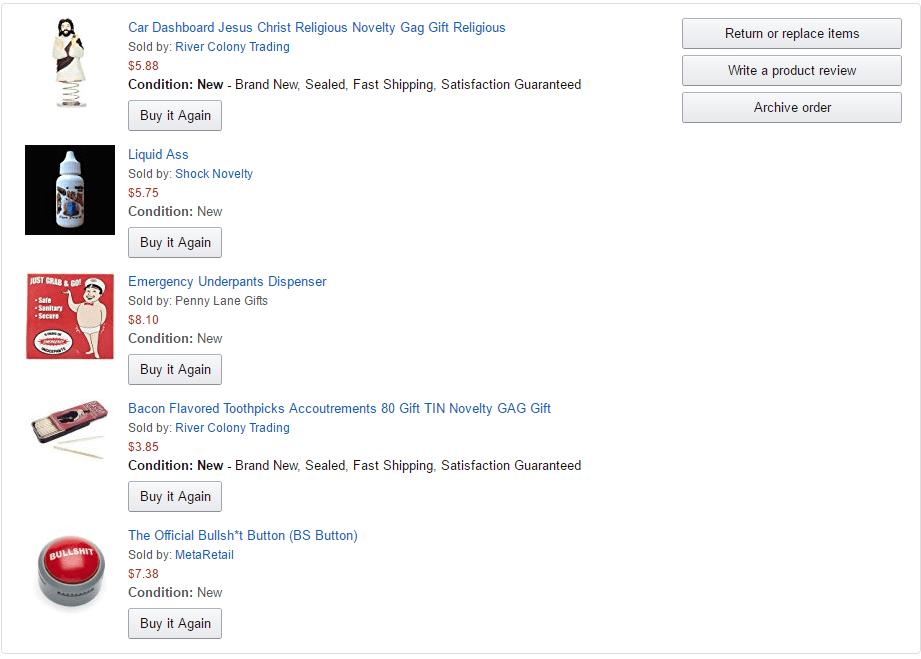 Car Dashboard Jesus Christ Religious Novelty Gag Gift Religious
Sold by: River Colony Trading
$5.88
Condition: New - Brand New, Sealed, Fast Shipping, Satisfaction Guaranteed
Buy it Again
Return or replace items
Write a product review
Archive order
Liquid Ass
Sold by: Shock Novelty
$5.75
Condition: New
Buy it Again
JUST GRAB & GO!
• Safe
• Sanitary
• Secure
EMERGENCY
UNDERPANTS
Emergency Underpants Dispenser
Sold by: Penny Lane Gifts
$8.10
Condition: New
Buy it Again
Bacon Flavored Toothpicks Accoutrements 80 Gift TIN Novelty GAG Gift
Sold by: River Colony Trading
$3.85
Condition: New - Brand New, Sealed, Fast Shipping, Satisfaction Guaranteed
Buy it Again
BULLSHIT
The Official Bullsh*t Button (BS Button)
Sold by: MetaRetail
$7.38
Condition: New
Buy it Again